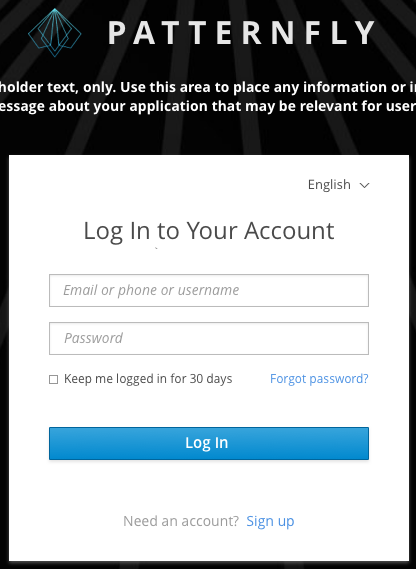 PATTERNFLY
holder text, only. Use this area to place any information or
essage about your application that may be relevant for user
English
Log In to Your Account
Email or phone or username
Password
Keep me logged in for 30 days
Forgot password?
Log In
Need an account? Sign up